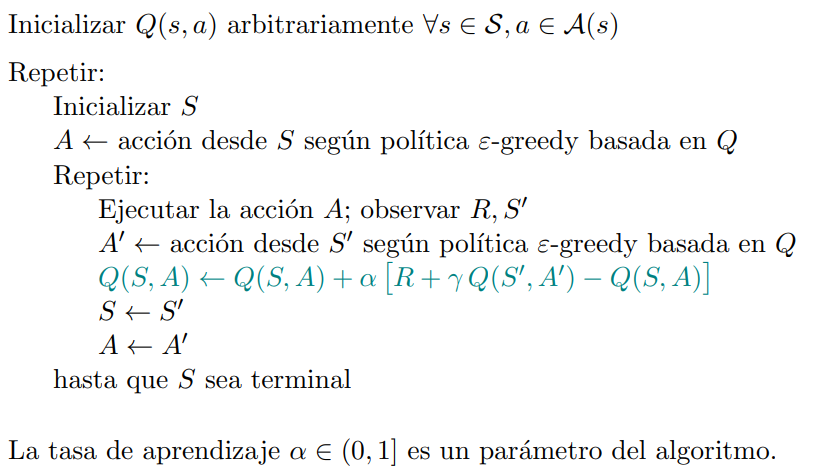 Inicializar Q(s, a) arbitrariamente ∀s ∈ 𝒮, a ∈ 𝒜(s)
Repetir:
Inicializar S
A ← acción desde S según política ε-greedy basada en Q
Repetir:
Ejecutar la acción A; observar R, S′
A′ ← acción desde S′ según política ε-greedy basada en Q
Q(S, A) ← Q(S, A) + α [R + γ Q(S′, A′) − Q(S, A)]
S ← S′
A ← A′
hasta que S sea terminal
La tasa de aprendizaje α ∈ (0, 1] es un parámetro del algoritmo.